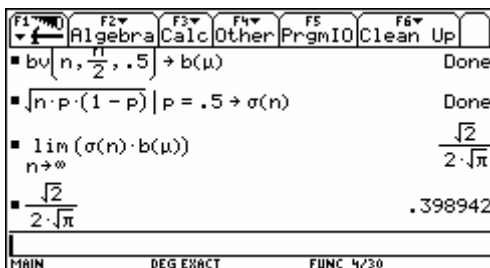 F1 F2 F3 F4 F5 F6
Algebra Calc Other PrgmIO Clean Up
bv(n, n/2, .5) → b(μ) Done
√(n·p·(1 - p)) | p = .5 → σ(n) Done
lim n→∞ (σ(n)·b(μ)) √2/(2·√π)
√2/(2·√π) .398942
MAIN DEG EXACT FUNC 4/30